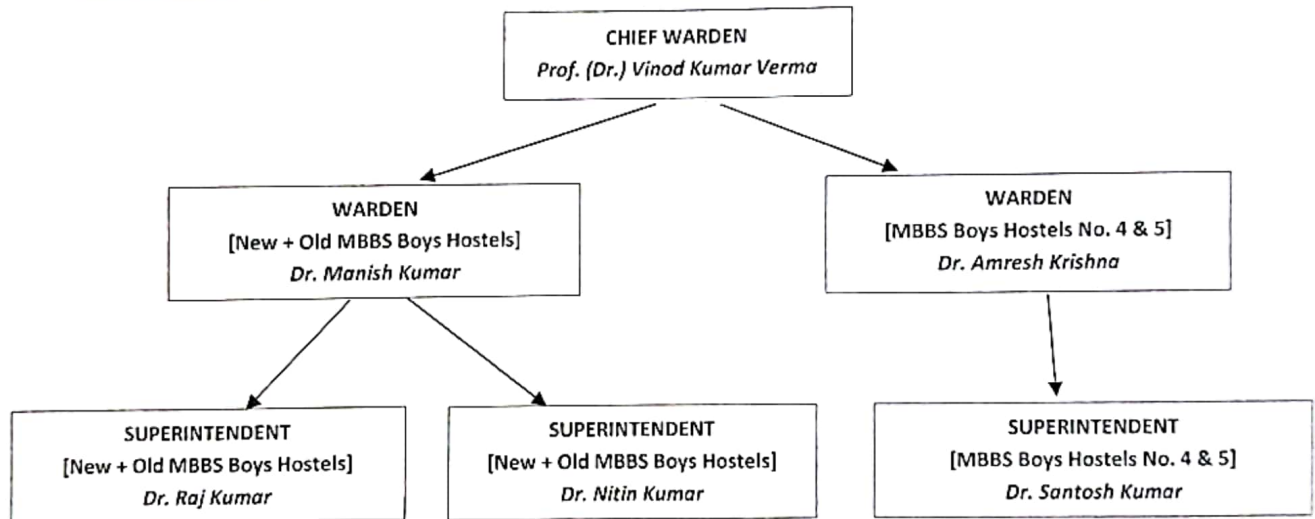 CHIEF WARDEN
Prof. (Dr.) Vinod Kumar Verma
WARDEN
[New + Old MBBS Boys Hostels]
Dr. Manish Kumar
WARDEN
[MBBS Boys Hostels No. 4 & 5]
Dr. Amresh Krishna
SUPERINTENDENT
[New + Old MBBS Boys Hostels]
Dr. Raj Kumar
SUPERINTENDENT
[New + Old MBBS Boys Hostels]
Dr. Nitin Kumar
SUPERINTENDENT
[MBBS Boys Hostels No. 4 & 5]
Dr. Santosh Kumar